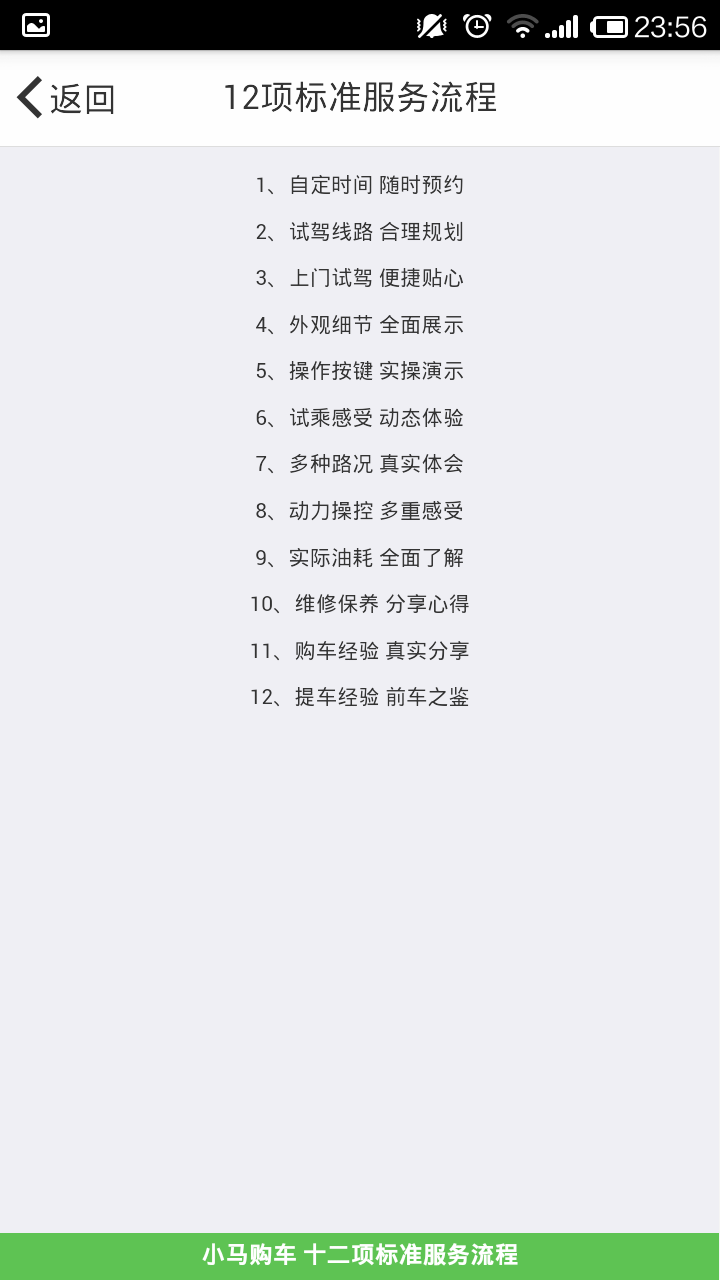 23:56
返回
12项标准服务流程
1、自定时间 随时预约
2、试驾线路 合理规划
3、上门试驾 便捷贴心
4、外观细节 全面展示
5、操作按键 实操演示
6、试乘感受 动态体验
7、多种路况 真实体会
8、动力操控 多重感受
9、实际油耗 全面了解
10、维修保养 分享心得
11、购车经验 真实分享
12、提车经验 前车之鉴
小马购车 十二项标准服务流程